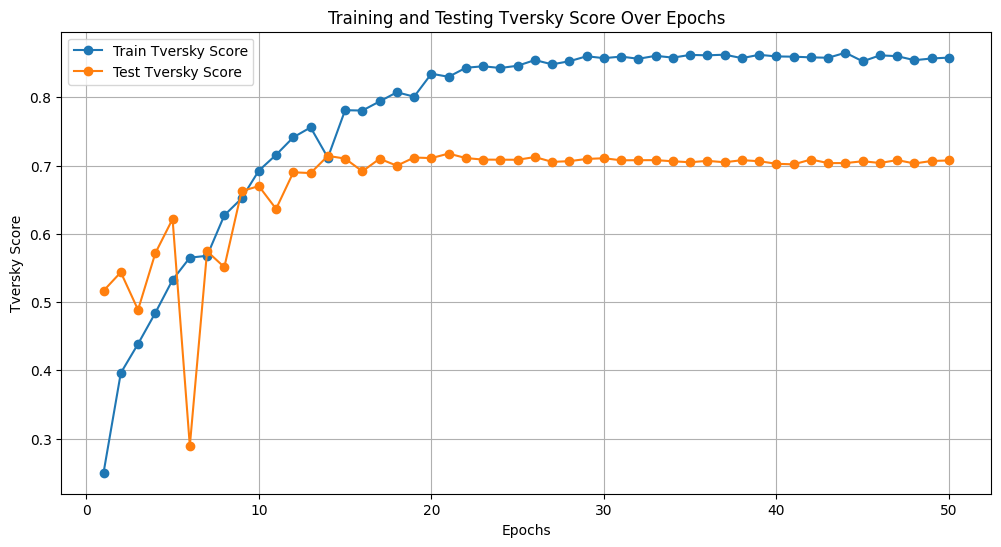 Training and Testing Tversky Score Over Epochs
Train Tversky Score
Test Tversky Score
Tversky Score
0.8
0.7
0.6
0.5
0.4
0.3
0 10 20 30 40 50
Epochs